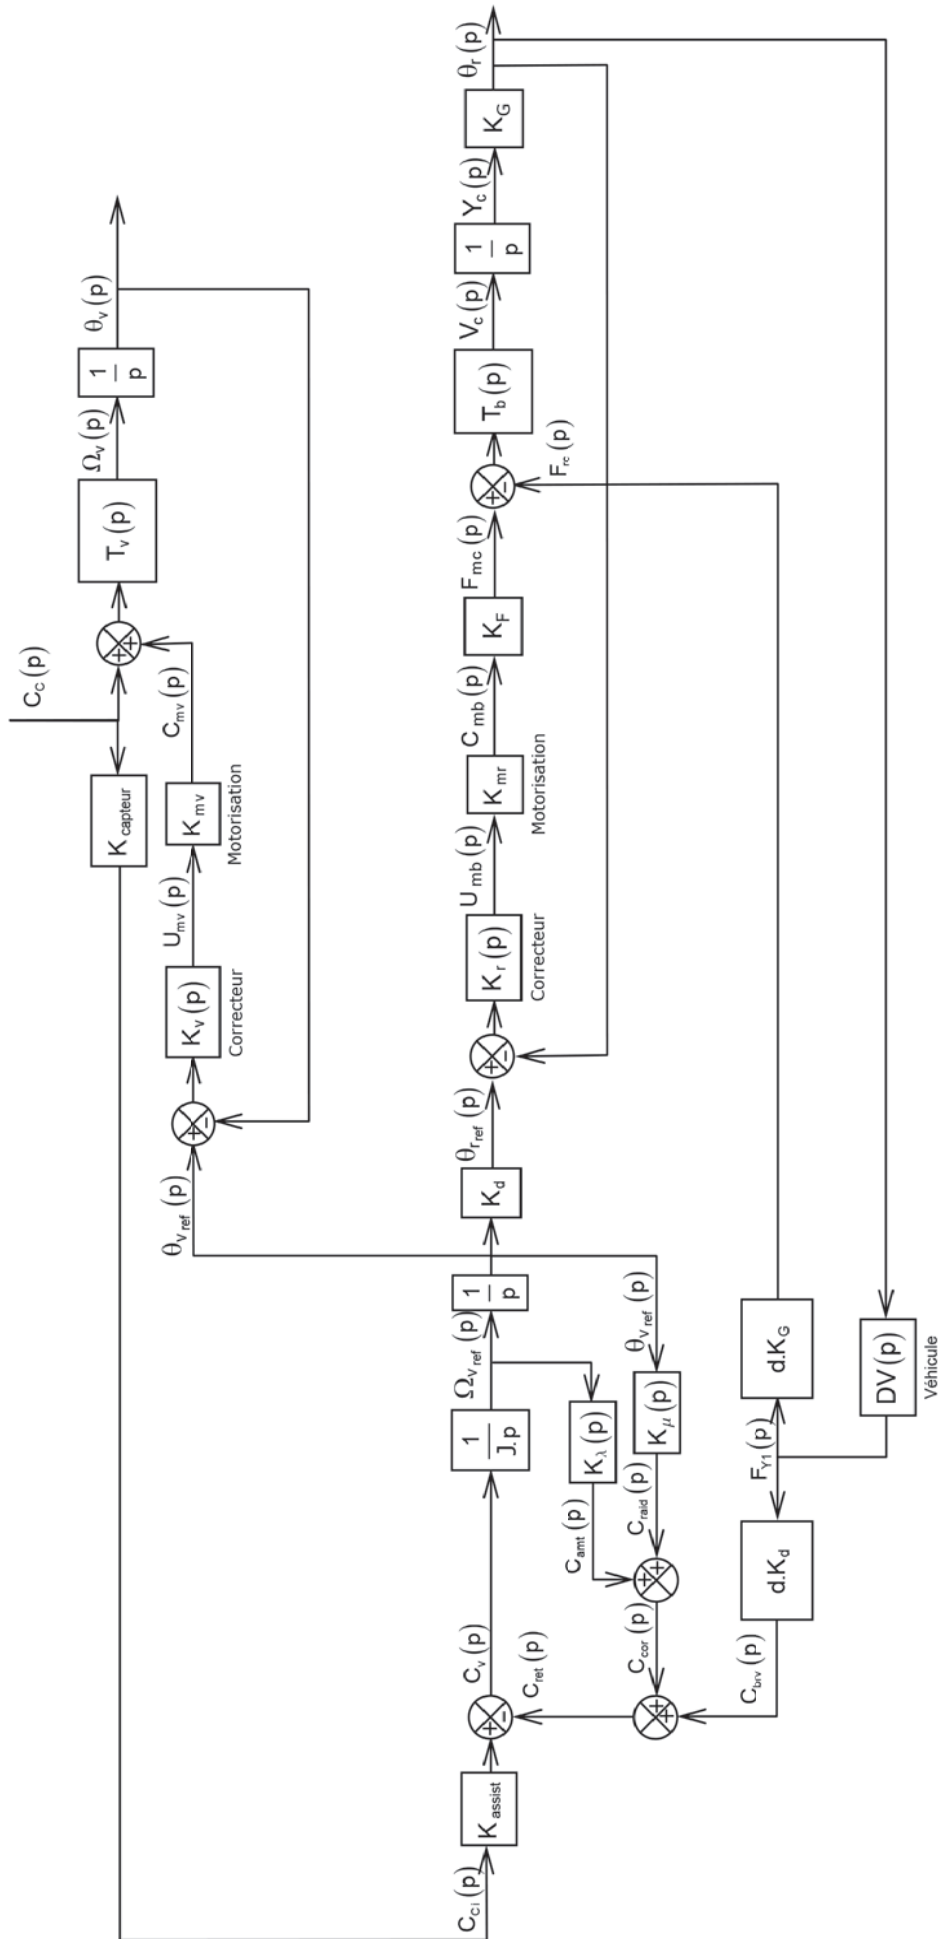 C_C(p)
K_capteur
T_v(p)
Ω_v(p)
1/p
θ_v(p)
θ_Vref(p)
K_v(p)
Correcteur
U_mv(p)
K_mv
Motorisation
C_mv(p)
C_Ci(p)
K_assist
C_v(p)
1/J.p
Ω_Vref(p)
1/p
K_d
θ_rref(p)
K_r(p)
Correcteur
U_mb(p)
K_mr
Motorisation
C_mb(p)
K_F
F_mc(p)
F_rc(p)
T_b(p)
V_c(p)
1/p
Y_c(p)
K_G
θ_r(p)
C_ret(p)
C_amt(p)
K_λ(p)
C_cor(p)
C_raid(p)
K_μ(p)
θ_Vref(p)
C_brv(p)
d.K_d
F_Y1(p)
d.K_G
DV(p)
Véhicule